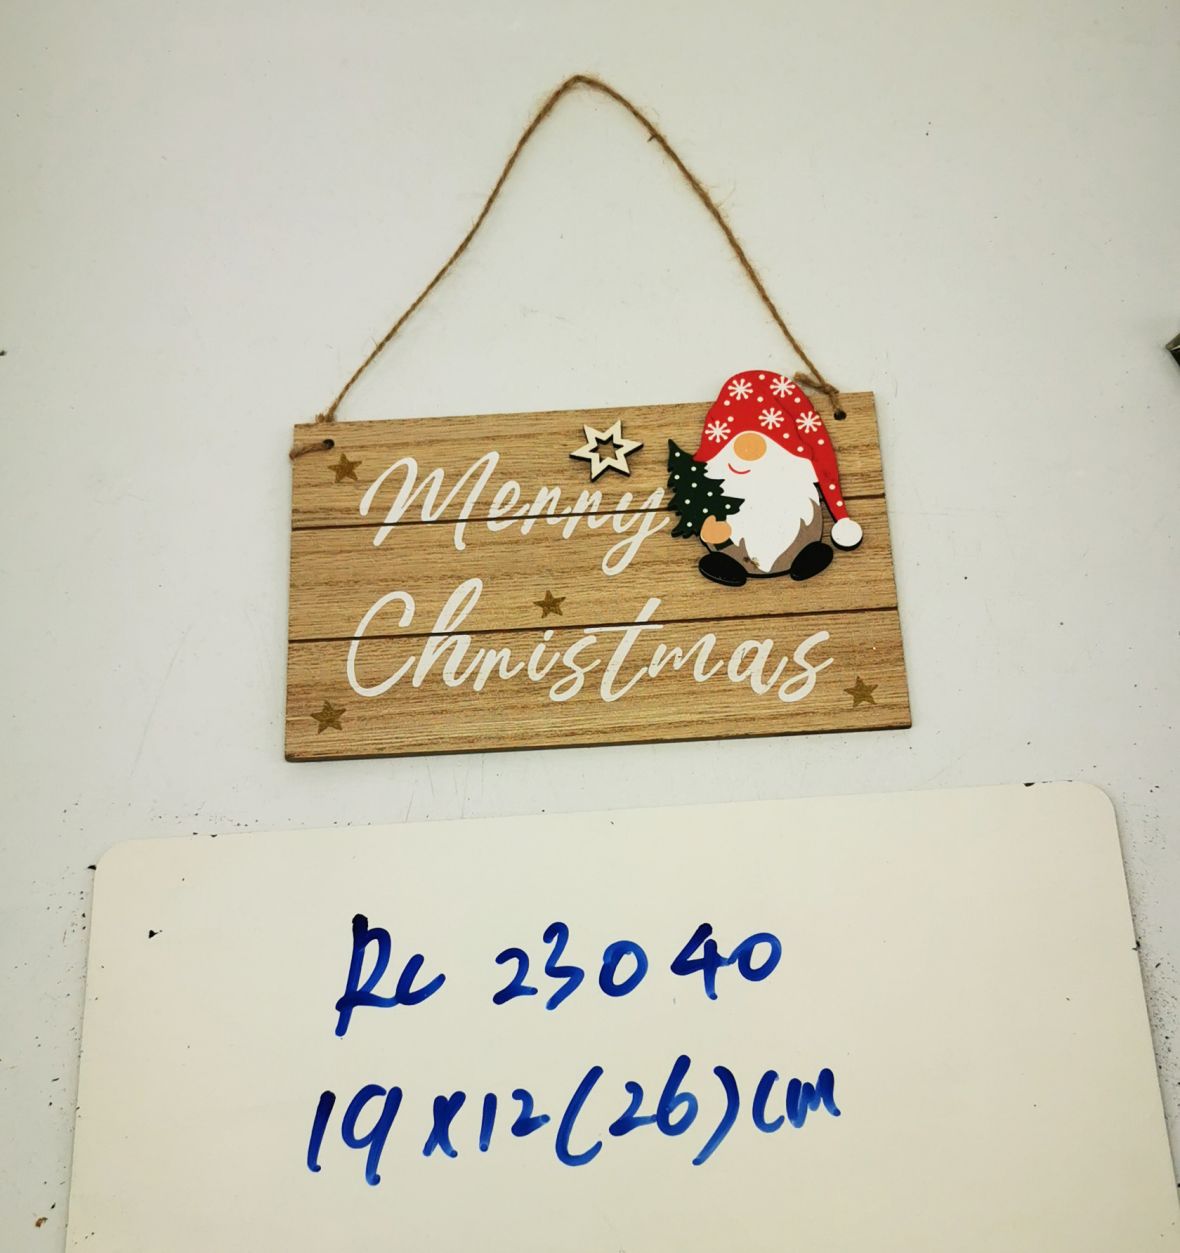 Merry
Christmas
RC 23040
19x12(26)cm